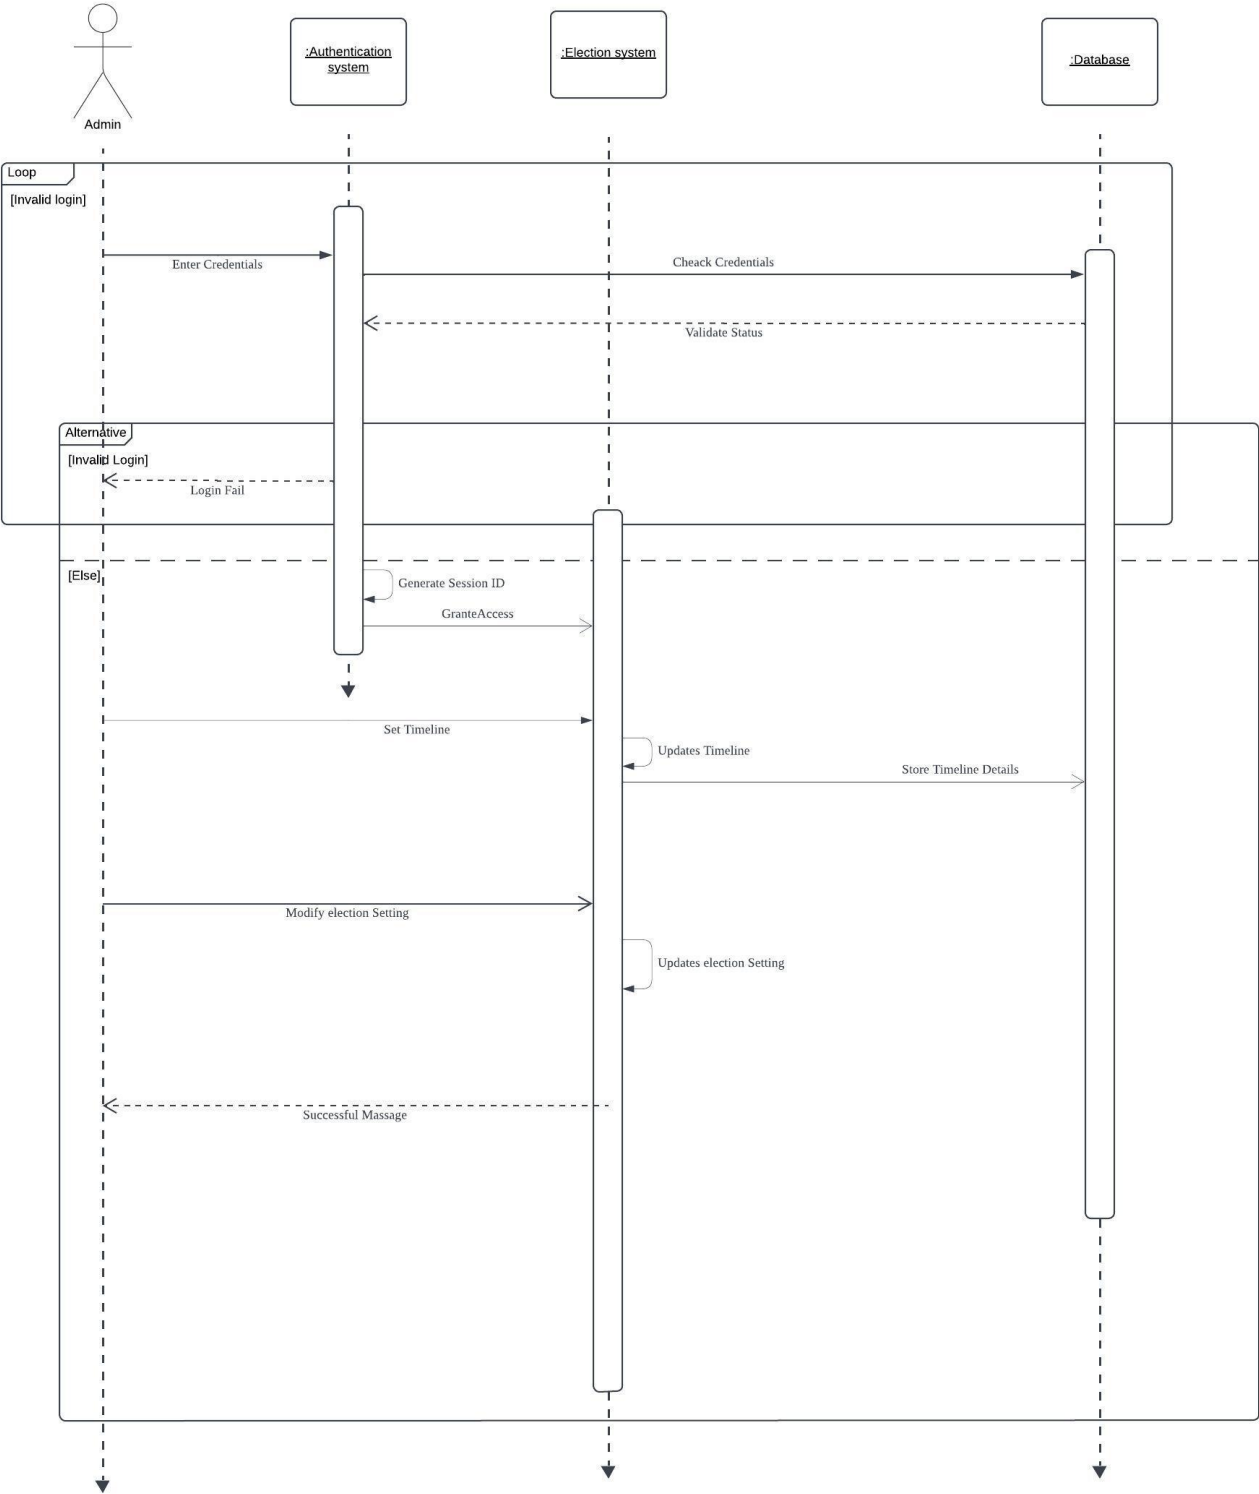 :Authentication
system
:Election system
:Database
Admin
Loop
[Invalid login]
Enter Credentials
Cheack Credentials
Validate Status
Alternative
[Invalid Login]
Login Fail
[Else]
Generate Session ID
GranteAccess
Set Timeline
Updates Timeline
Store Timeline Details
Modify election Setting
Updates election Setting
Successful Massage